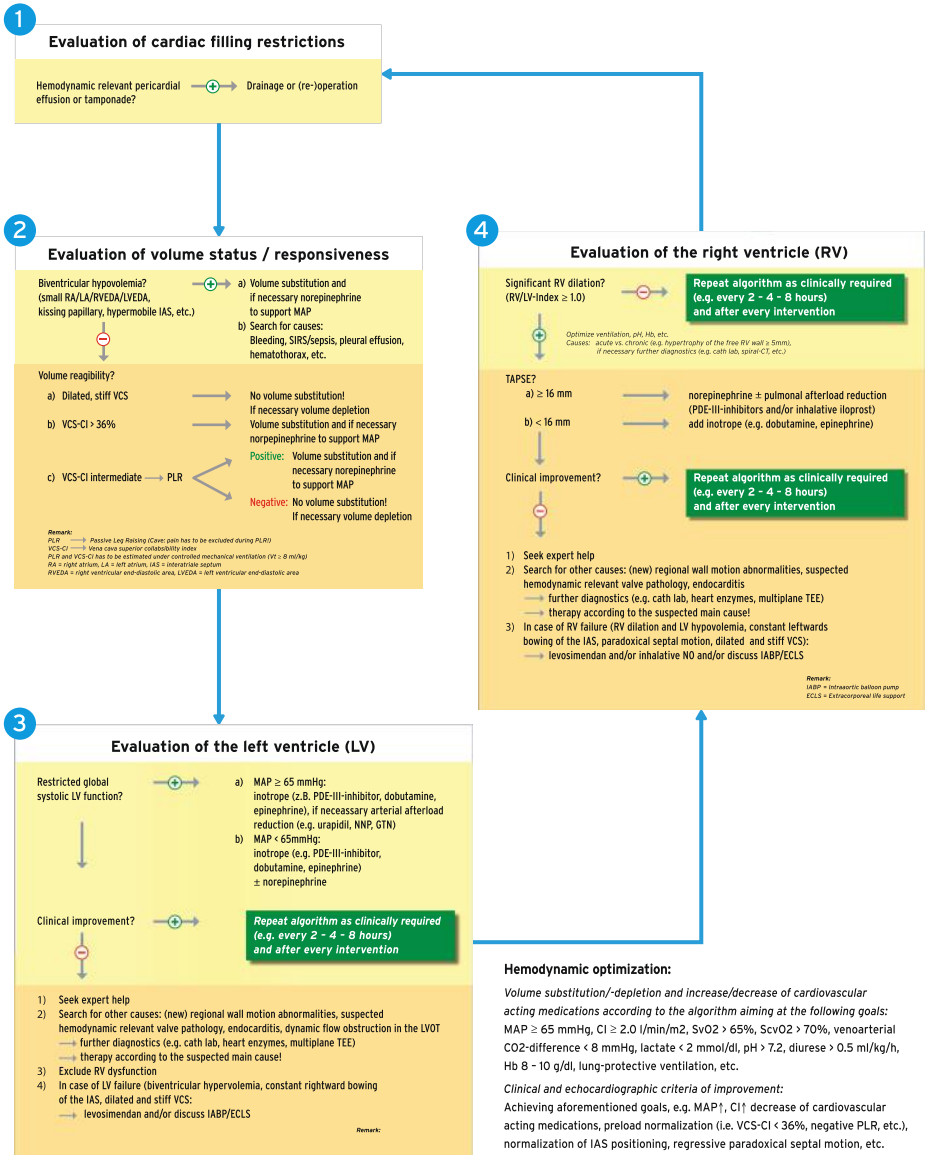 1
Evaluation of cardiac filling restrictions
Hemodynamic relevant pericardial
effusion or tamponade?
+
Drainage or (re-)operation
2
Evaluation of volume status / responsiveness
Biventricular hypovolemia?
(small RA/LA/RVEDA/LVEDA,
kissing papillary, hypermobile IAS, etc.)
+
a) Volume substitution and
if necessary norepinephrine
to support MAP
b) Search for causes:
Bleeding, SIRS/sepsis, pleural effusion,
hematothorax, etc.
−
Volume reagibility?
a) Dilated, stiff VCS
No volume substitution!
If necessary volume depletion
b) VCS-CI > 36%
Volume substitution and if necessary
norpepinephrine to support MAP
c) VCS-CI intermediate → PLR
Positive: Volume substitution and if
necessary norepinephrine
to support MAP
Negative: No volume substitution!
If necessary volume depletion
Remark:
PLR → Passive Leg Raising (Cave: pain has to be excluded during PLR!)
VCS-CI → Vena cava superior collabsibility index
PLR and VCS-CI has to be estimated under controlled mechanical ventilation (Vt ≥ 8 ml/kg)
RA = right atrium, LA = left atrium, IAS = interatriale septum
RVEDA = right ventricular end-diastolic area, LVEDA = left ventricular end-diastolic area
3
Evaluation of the left ventricle (LV)
Restricted global
systolic LV function?
+
a) MAP ≥ 65 mmHg:
inotrope (z.B. PDE-III-inhibitor, dobutamine,
epinephrine), if neceassary arterial afterload
reduction (e.g. urapidil, NNP, GTN)
b) MAP < 65mmHg:
inotrope (e.g. PDE-III-inhibitor,
dobutamine, epinephrine)
± norepinephrine
Clinical improvement?
+
Repeat algorithm as clinically required
(e.g. every 2 – 4 – 8 hours)
and after every intervention
−
1) Seek expert help
2) Search for other causes: (new) regional wall motion abnormalities, suspected
hemodynamic relevant valve pathology, endocarditis, dynamic flow obstruction in the LVOT
→ further diagnostics (e.g. cath lab, heart enzymes, multiplane TEE)
→ therapy according to the suspected main cause!
3) Exclude RV dysfunction
4) In case of LV failure (biventricular hypervolemia, constant rightward bowing
of the IAS, dilated and stiff VCS:
→ levosimendan and/or discuss IABP/ECLS
Remark:
4
Evaluation of the right ventricle (RV)
Significant RV dilation?
(RV/LV-Index ≥ 1.0)
−
Repeat algorithm as clinically required
(e.g. every 2 – 4 – 8 hours)
and after every intervention
+
Optimize ventilation, pH, Hb, etc.
Causes: acute vs. chronic (e.g. hypertrophy of the free RV wall ≥ 5mm),
if necessary further diagnostics (e.g. cath lab, spiral-CT, etc.)
TAPSE?
a) ≥ 16 mm
norepinephrine ± pulmonal afterload reduction
(PDE-III-inhibitors and/or inhalative iloprost)
b) < 16 mm
add inotrope (e.g. dobutamine, epinephrine)
Clinical improvement?
+
Repeat algorithm as clinically required
(e.g. every 2 – 4 – 8 hours)
and after every intervention
−
1) Seek expert help
2) Search for other causes: (new) regional wall motion abnormalities, suspected
hemodynamic relevant valve pathology, endocarditis
→ further diagnostics (e.g. cath lab, heart enzymes, multiplane TEE)
→ therapy according to the suspected main cause!
3) In case of RV failure (RV dilation and LV hypovolemia, constant leftwards
bowing of the IAS, paradoxical septal motion, dilated and stiff VCS):
→ levosimendan and/or inhalative NO and/or discuss IABP/ECLS
Remark:
IABP = Intraaortic balloon pump
ECLS = Extracorporeal life support
Hemodynamic optimization:
Volume substitution/-depletion and increase/decrease of cardiovascular
acting medications according to the algorithm aiming at the following goals:
MAP ≥ 65 mmHg, CI ≥ 2.0 l/min/m2, SvO2 > 65%, ScvO2 > 70%, venoarterial
CO2-difference < 8 mmHg, lactate < 2 mmol/dl, pH > 7.2, diurese > 0.5 ml/kg/h,
Hb 8 – 10 g/dl, lung-protective ventilation, etc.
Clinical and echocardiographic criteria of improvement:
Achieving aforementioned goals, e.g. MAP↑, CI↑ decrease of cardiovascular
acting medications, preload normalization (i.e. VCS-CI < 36%, negative PLR, etc.),
normalization of IAS positioning, regressive paradoxical septal motion, etc.